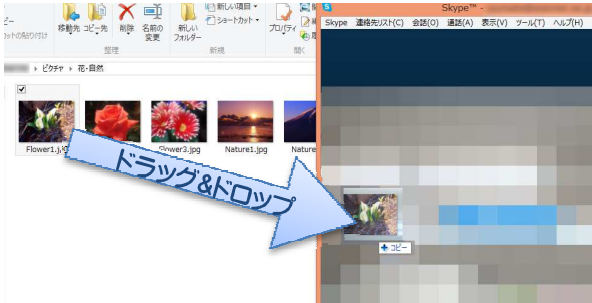 新しい項目
ショートカット
移動先 コピー先 削除 名前の変更 新しいフォルダー プロパティ
整理 新規 開く
Skype™ -
Skype 連絡先リスト(C) 会話(O) 通話(A) 表示(V) ツール(T) ヘルプ(H)
ピクチャ 花-自然
Flower1.jpg Flower3.jpg Nature1.jpg Nature
ドラッグ&ドロップ
コピー